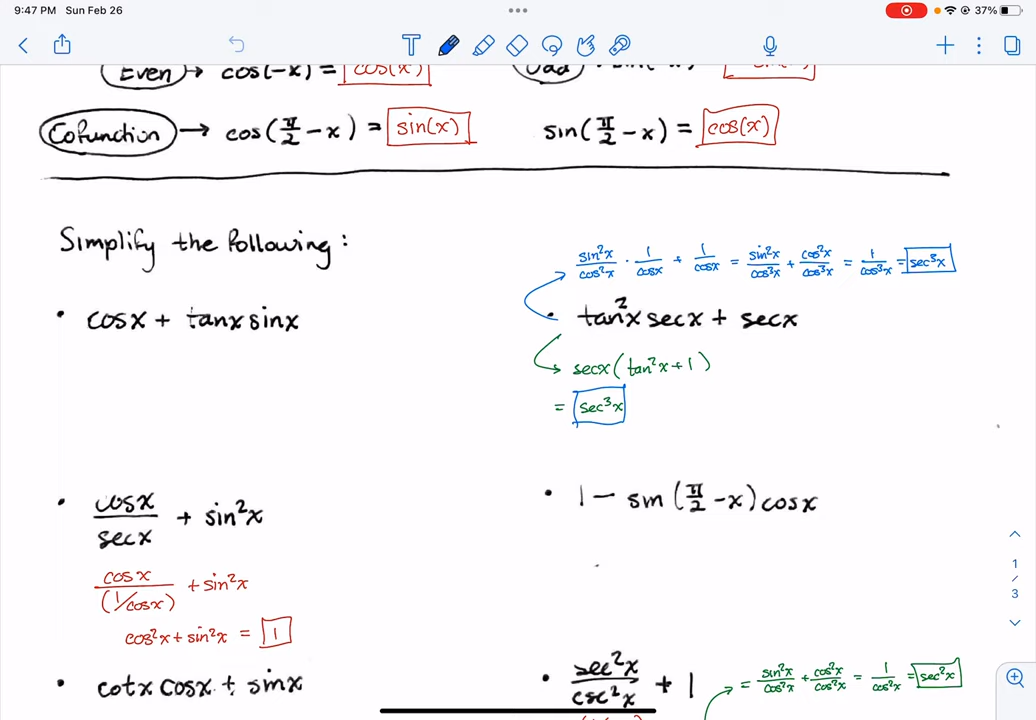 9:47 PM Sun Feb 26
37%
Even → cos(-x) = cos(x)
Cofunction → cos(π/2 - x) = sin(x)
sin(π/2 - x) = cos(x)
Simplify the following:
sin²x/cos²x · 1/cosx + 1/cosx = sin²x/cos³x + cos²x/cos³x = 1/cos³x = sec³x
• cosx + tanx sinx
• tan²x secx + secx
secx(tan²x+1)
= sec³x
• cosx/secx + sin²x
• 1 - sin(π/2 - x) cosx
cosx/(1/cosx) + sin²x
cos²x + sin²x = 1
• cotx cosx + sinx
• sec²x/csc²x + 1
= sin²x/cos²x + cos²x/cos²x = 1/cos²x = sec²x
1
/
3